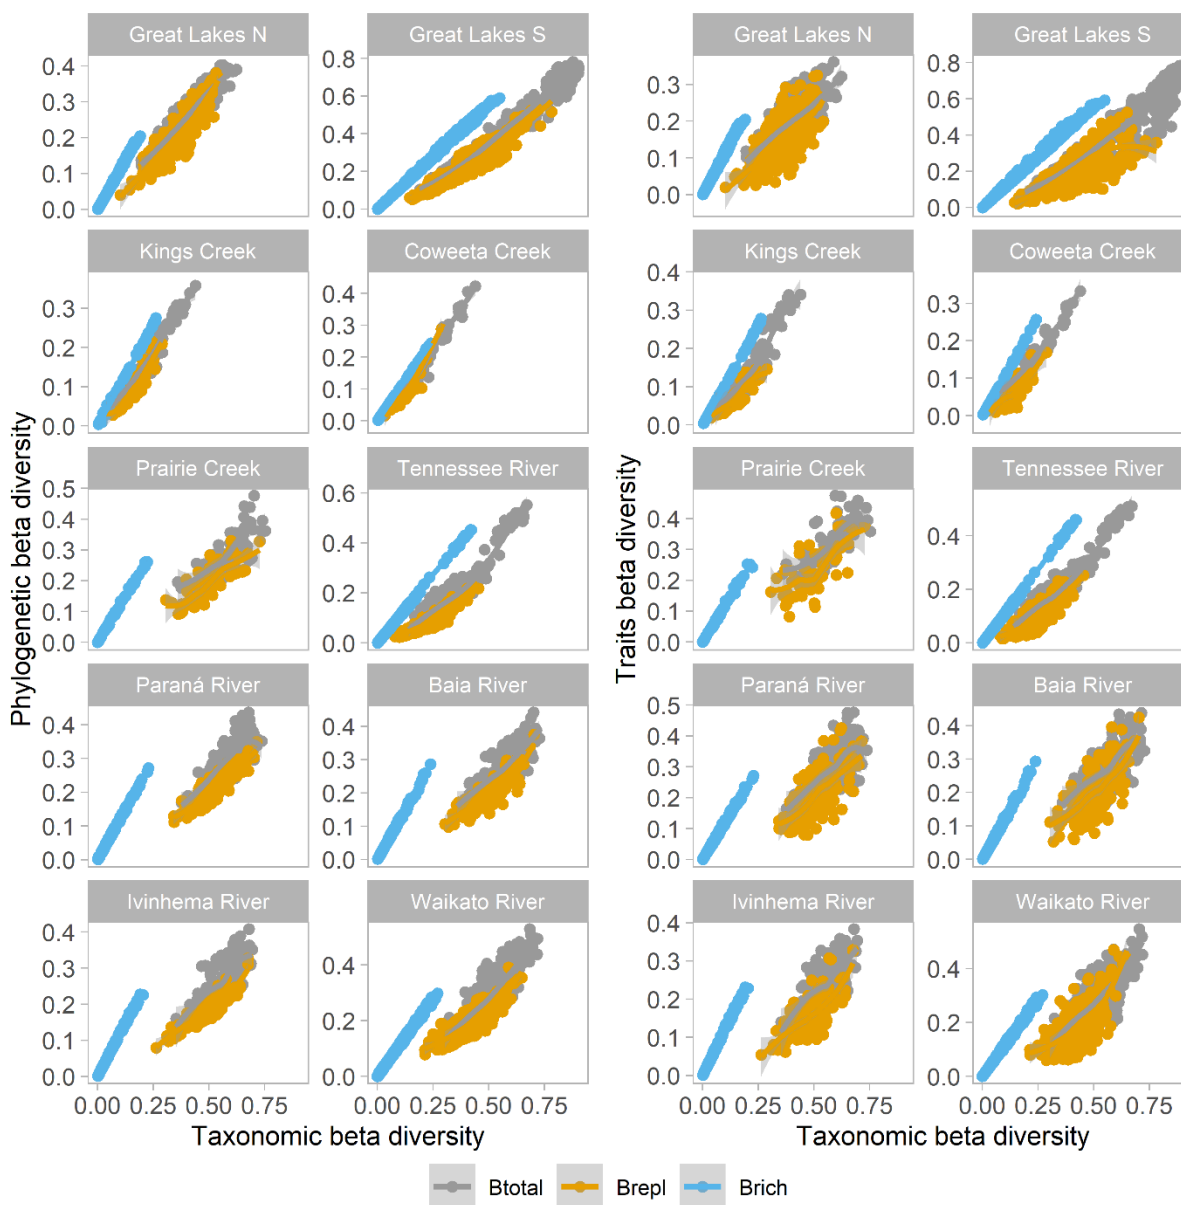 Great Lakes N Great Lakes S Great Lakes N Great Lakes S
0.4 0.8 0.8
0.3 0.6 0.3 0.6
0.2 0.4 0.2 0.4
0.1 0.2 0.1 0.2
0.0 0.0 0.0 0.0
Kings Creek Coweeta Creek Kings Creek Coweeta Creek
0.3 0.4 0.4 0.3
0.2 0.3 0.3 0.2
0.1 0.2 0.2 0.1
0.0 0.1 0.1 0.0
0.0 0.0
Prairie Creek Tennessee River Prairie Creek Tennessee River
0.5 0.6 0.4
0.4 0.4 0.3 0.4
0.3 0.2 0.2 0.2
0.2 0.0 0.1 0.0
0.1 0.0
0.0
Paraná River Baia River Paraná River Baia River
0.4 0.4 0.5 0.4
0.3 0.3 0.4 0.3
0.2 0.2 0.3 0.2
0.1 0.1 0.2 0.1
0.0 0.0 0.1 0.0
0.0
Ivinhema River Waikato River Ivinhema River Waikato River
0.4 0.4 0.4 0.4
0.3 0.2 0.3 0.2
0.2 0.0 0.2 0.0
0.1 0.1
0.0 0.0
0.00 0.25 0.50 0.75 0.00 0.25 0.50 0.75 0.00 0.25 0.50 0.75 0.00 0.25 0.50 0.75
Phylogenetic beta diversity
Traits beta diversity
Taxonomic beta diversity Taxonomic beta diversity
Btotal Brepl Brich